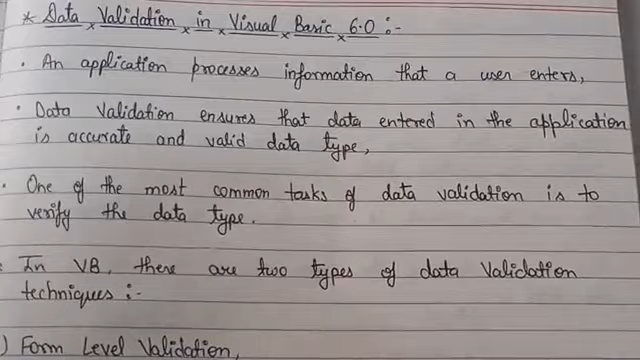 * Data Validation in Visual Basic 6.0 :-
• An application processes information that a user enters,
• Data Validation ensures that data entered in the application
is accurate and valid data type,
• One of the most common tasks of data validation is to
verify the data type.
• In VB, there are two types of data Validation
techniques :-
) Form Level Validation,